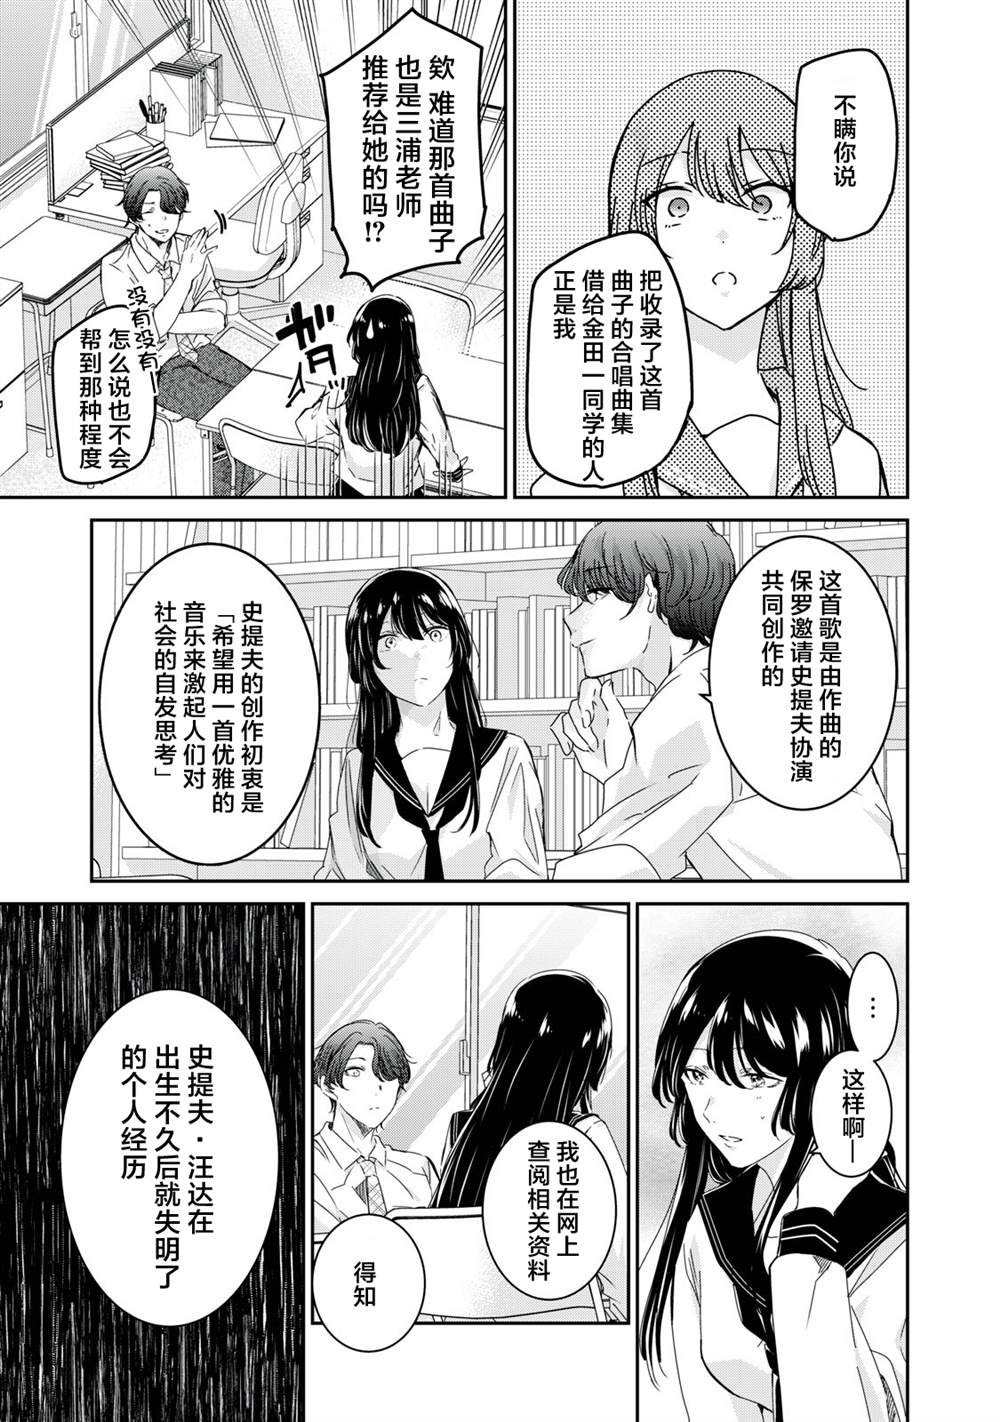 不瞒你说
把收录了这首
曲子的合唱曲集
借给金田一同学的人
正是我
欸 难道那首曲子
也是三浦老师
推荐给她的吗!?
ガタ
没有没有
怎么说也不会
帮到那种程度
这首歌是由作曲的
保罗邀请史提夫协演
共同创作的
史提夫的创作初衷是
「希望用一首优雅的
音乐来激起人们对
社会的自发思考」
…
这样啊—
我也在网上
查阅相关资料
得知
史提夫·汪达在
出生不久后就失明了
的个人经历